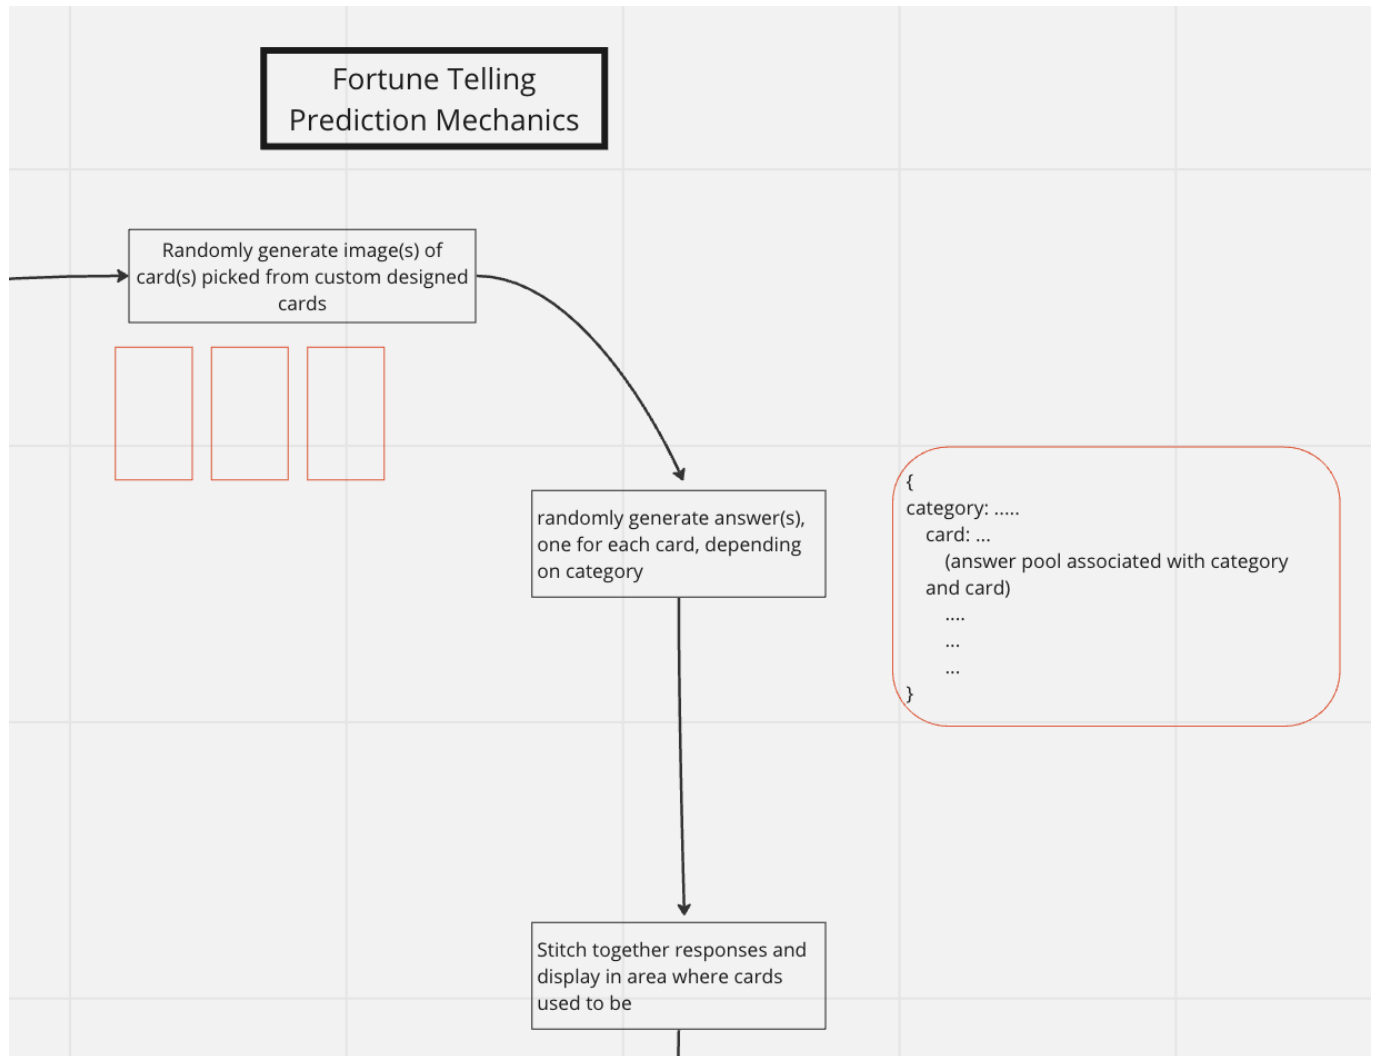 Fortune Telling
Prediction Mechanics
Randomly generate image(s) of
card(s) picked from custom designed
cards
randomly generate answer(s),
one for each card, depending
on category
{
category: .....
card: ...
(answer pool associated with category
and card)
....
...
...
}
Stitch together responses and
display in area where cards
used to be